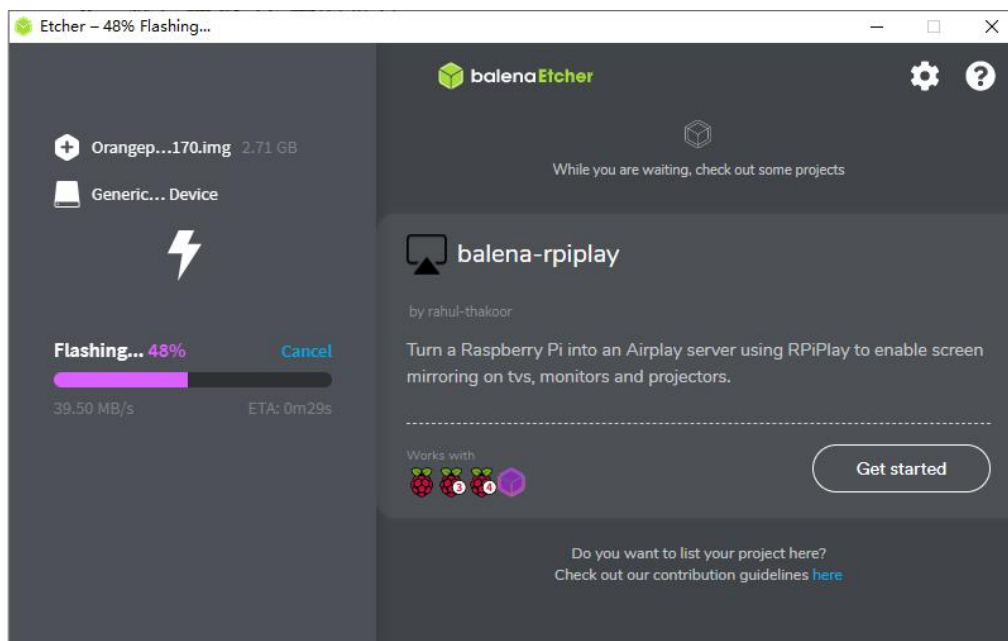 Etcher – 48% Flashing...
balenaEtcher
Orangep...170.img 2.71 GB
Generic... Device
Flashing... 48% Cancel
39.50 MB/s ETA: 0m29s
While you are waiting, check out some projects
balena-rpiplay
by rahul-thakoor
Turn a Raspberry Pi into an Airplay server using RPiPlay to enable screen
mirroring on tvs, monitors and projectors.
Works with
3 4
Get started
Do you want to list your project here?
Check out our contribution guidelines here